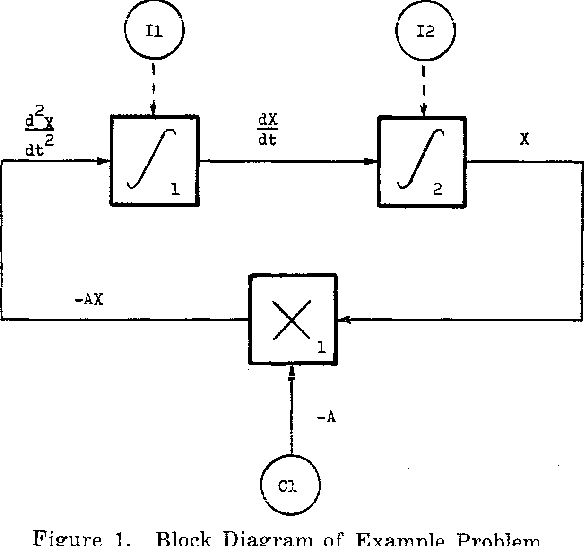 I1 I2
d²X dX
dt² dt X
1 2
-AX
1
-A
C1
Figure 1. Block Diagram of Example Problem